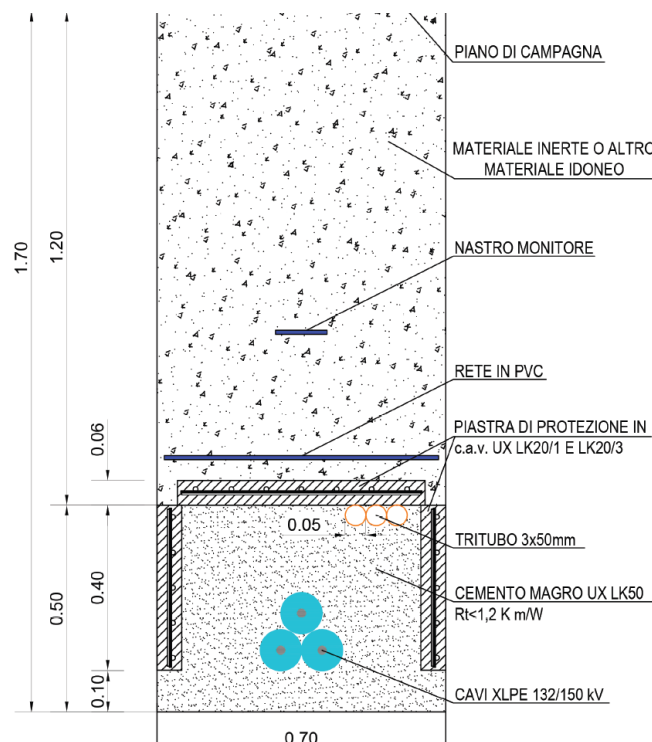 PIANO DI CAMPAGNA
MATERIALE INERTE O ALTRO
MATERIALE IDONEO
1.70
1.20
NASTRO MONITORE
RETE IN PVC
0.06
PIASTRA DI PROTEZIONE IN
c.a.v. UX LK20/1 E LK20/3
0.05
TRITUBO 3x50mm
0.50
0.40
CEMENTO MAGRO UX LK50
Rt<1,2 K m/W
0.10
CAVI XLPE 132/150 kV
0.70